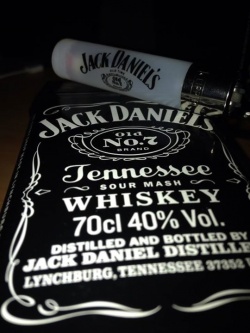 JACK DANIEL'S
JACK DANIEL'S
Old
No.7
BRAND
Tennessee
SOUR MASH
WHISKEY
70cl 40% Vol.
DISTILLED AND BOTTLED BY
JACK DANIEL DISTILLE
LYNCHBURG, TENNESSEE 37352